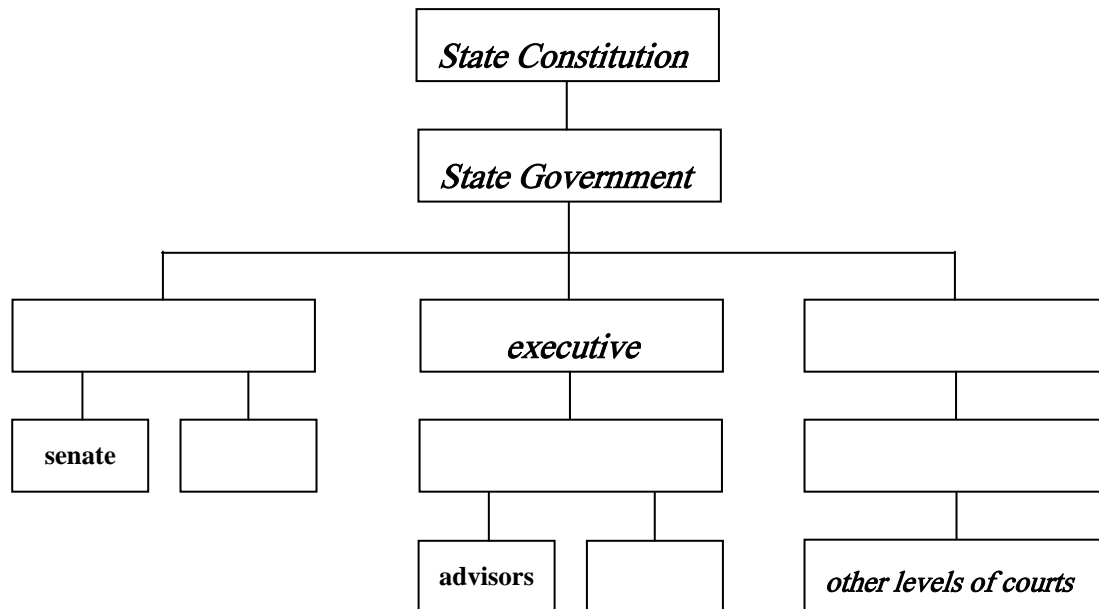 State Constitution
State Government
executive
senate
advisors
other levels of courts